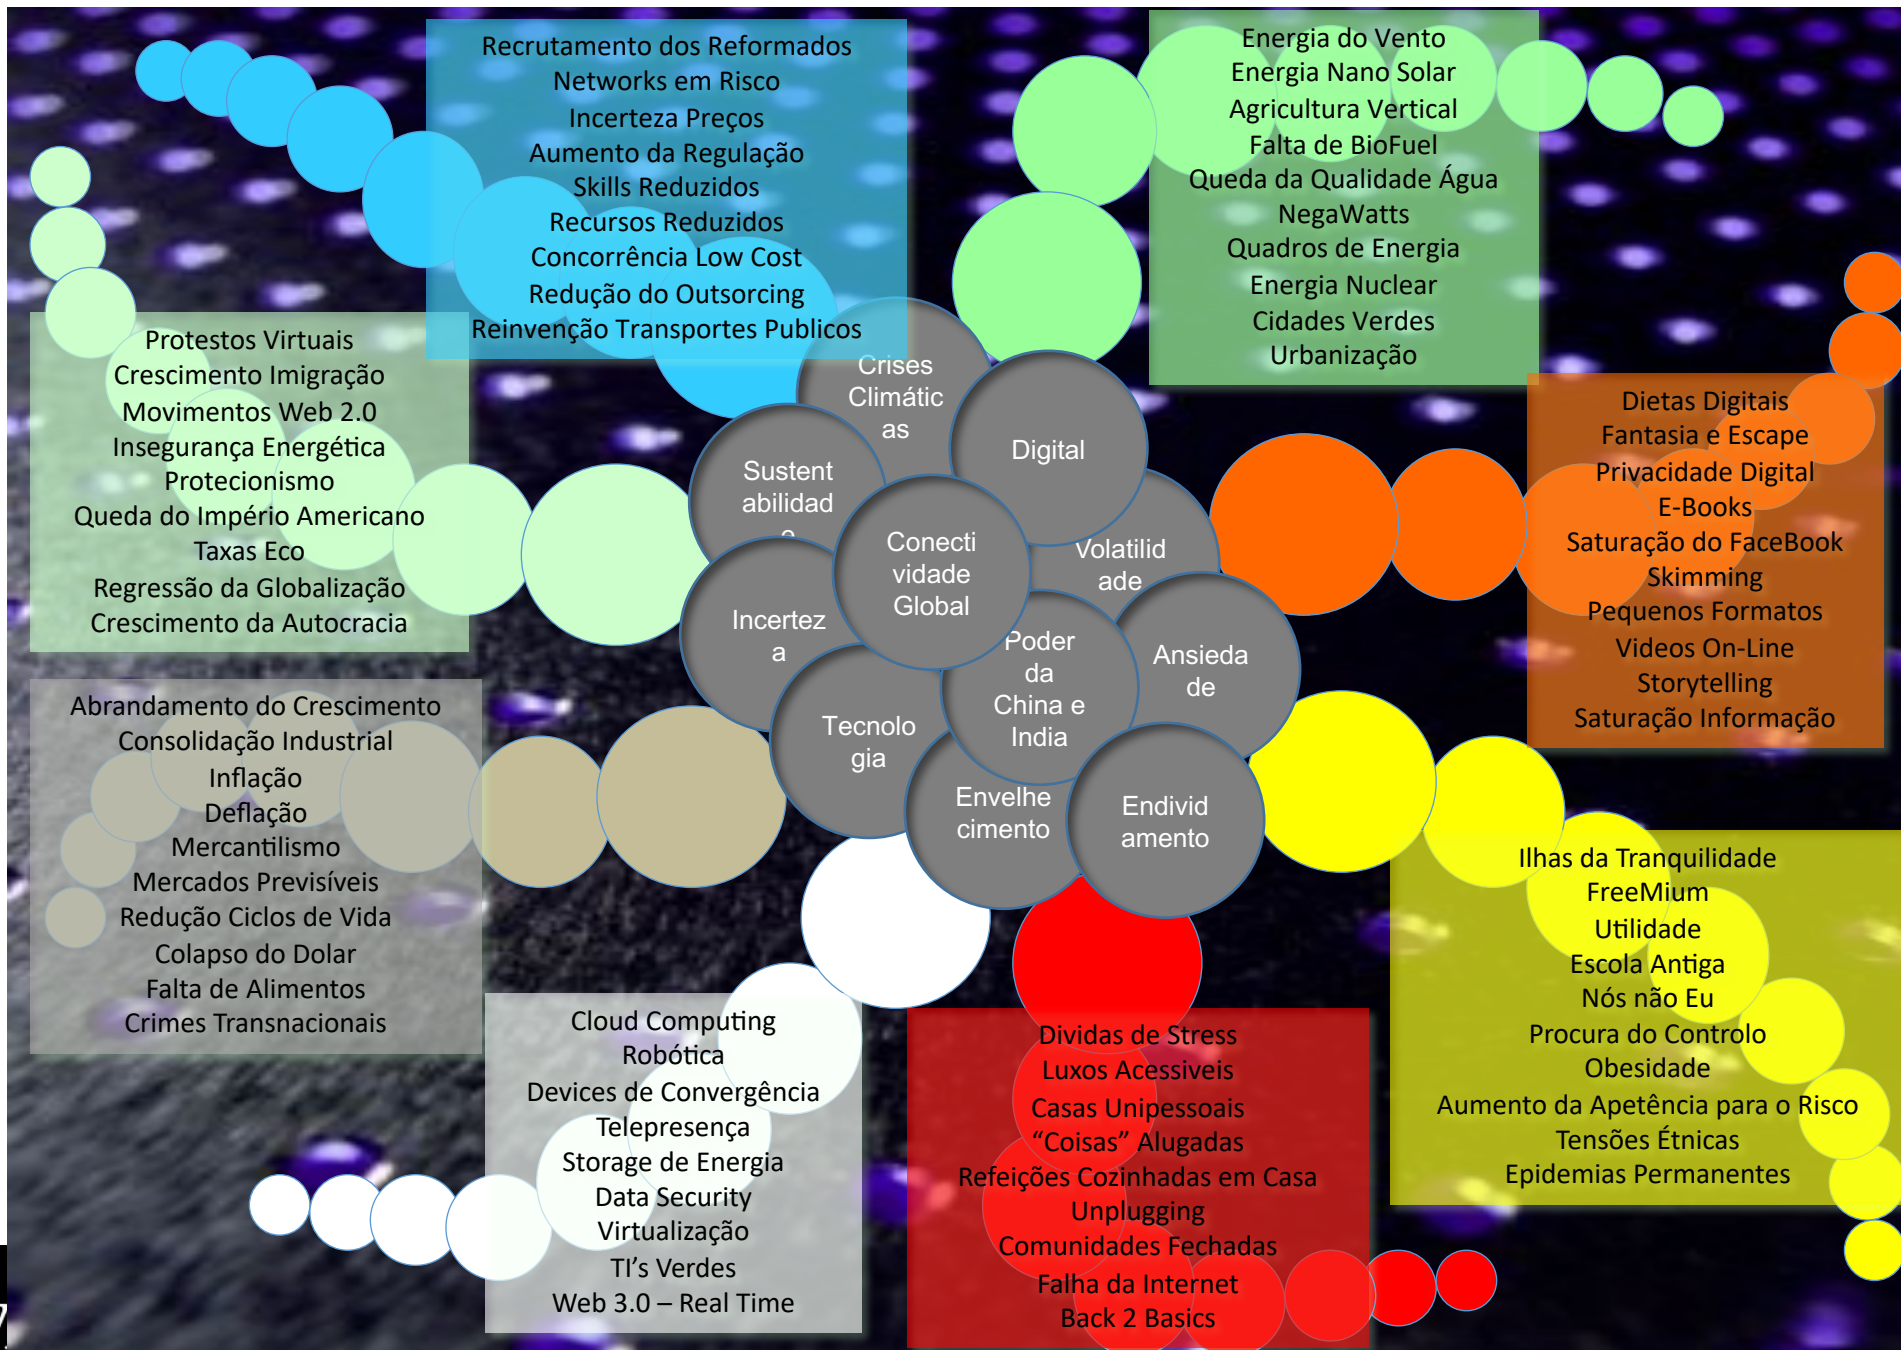 Recrutamento dos Reformados
Networks em Risco
Incerteza Preços
Aumento da Regulação
Skills Reduzidos
Recursos Reduzidos
Concorrência Low Cost
Redução do Outsorcing
Reinvenção Transportes Publicos
Energia do Vento
Energia Nano Solar
Agricultura Vertical
Falta de BioFuel
Queda da Qualidade Água
NegaWatts
Quadros de Energia
Energia Nuclear
Cidades Verdes
Urbanização
Protestos Virtuais
Crescimento Imigração
Movimentos Web 2.0
Insegurança Energética
Protecionismo
Queda do Império Americano
Taxas Eco
Regressão da Globalização
Crescimento da Autocracia
Crises
Climátic
as
Digital
Sustent
abilidad
e
Conecti
vidade
Global
Volatilid
ade
Incertez
a
Poder
da
China e
India
Ansieda
de
Tecnolo
gia
Envelhe
cimento
Endivid
amento
Dietas Digitais
Fantasia e Escape
Privacidade Digital
E-Books
Saturação do FaceBook
Skimming
Pequenos Formatos
Videos On-Line
Storytelling
Saturação Informação
Abrandamento do Crescimento
Consolidação Industrial
Inflação
Deflação
Mercantilismo
Mercados Previsíveis
Redução Ciclos de Vida
Colapso do Dolar
Falta de Alimentos
Crimes Transnacionais
Ilhas da Tranquilidade
FreeMium
Utilidade
Escola Antiga
Nós não Eu
Procura do Controlo
Obesidade
Aumento da Apetência para o Risco
Tensões Étnicas
Epidemias Permanentes
Cloud Computing
Robótica
Devices de Convergência
Telepresença
Storage de Energia
Data Security
Virtualização
TI's Verdes
Web 3.0 – Real Time
Dividas de Stress
Luxos Acessiveis
Casas Unipessoais
“Coisas” Alugadas
Refeições Cozinhadas em Casa
Unplugging
Comunidades Fechadas
Falha da Internet
Back 2 Basics
7